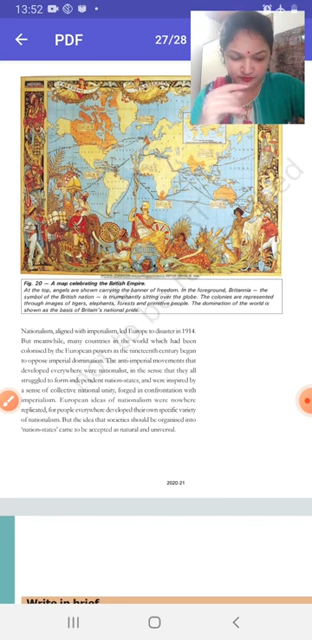 13:52
PDF
27/28
Fig. 20 — A map celebrating the British Empire.
At the top, angels are shown carrying the banner of freedom. In the foreground, Britannia — the
symbol of the British nation — is triumphantly sitting over the globe. The colonies are represented
through images of tigers, elephants, forests and primitive people. The domination of the world is
shown as the basis of Britain's national pride.
Nationalism, aligned with imperialism, led Europe to disaster in 1914.
But meanwhile, many countries in the world which had been
colonised by the European powers in the nineteenth century began
to oppose imperial domination. The anti-imperial movements that
developed everywhere were nationalist, in the sense that they all
struggled to form independent nation-states, and were inspired by
a sense of collective national unity, forged in confrontation with
imperialism. European ideas of nationalism were nowhere
replicated, for people everywhere developed their own specific variety
of nationalism. But the idea that societies should be organised into
'nation-states' came to be accepted as natural and universal.
2020-21
Write in brief